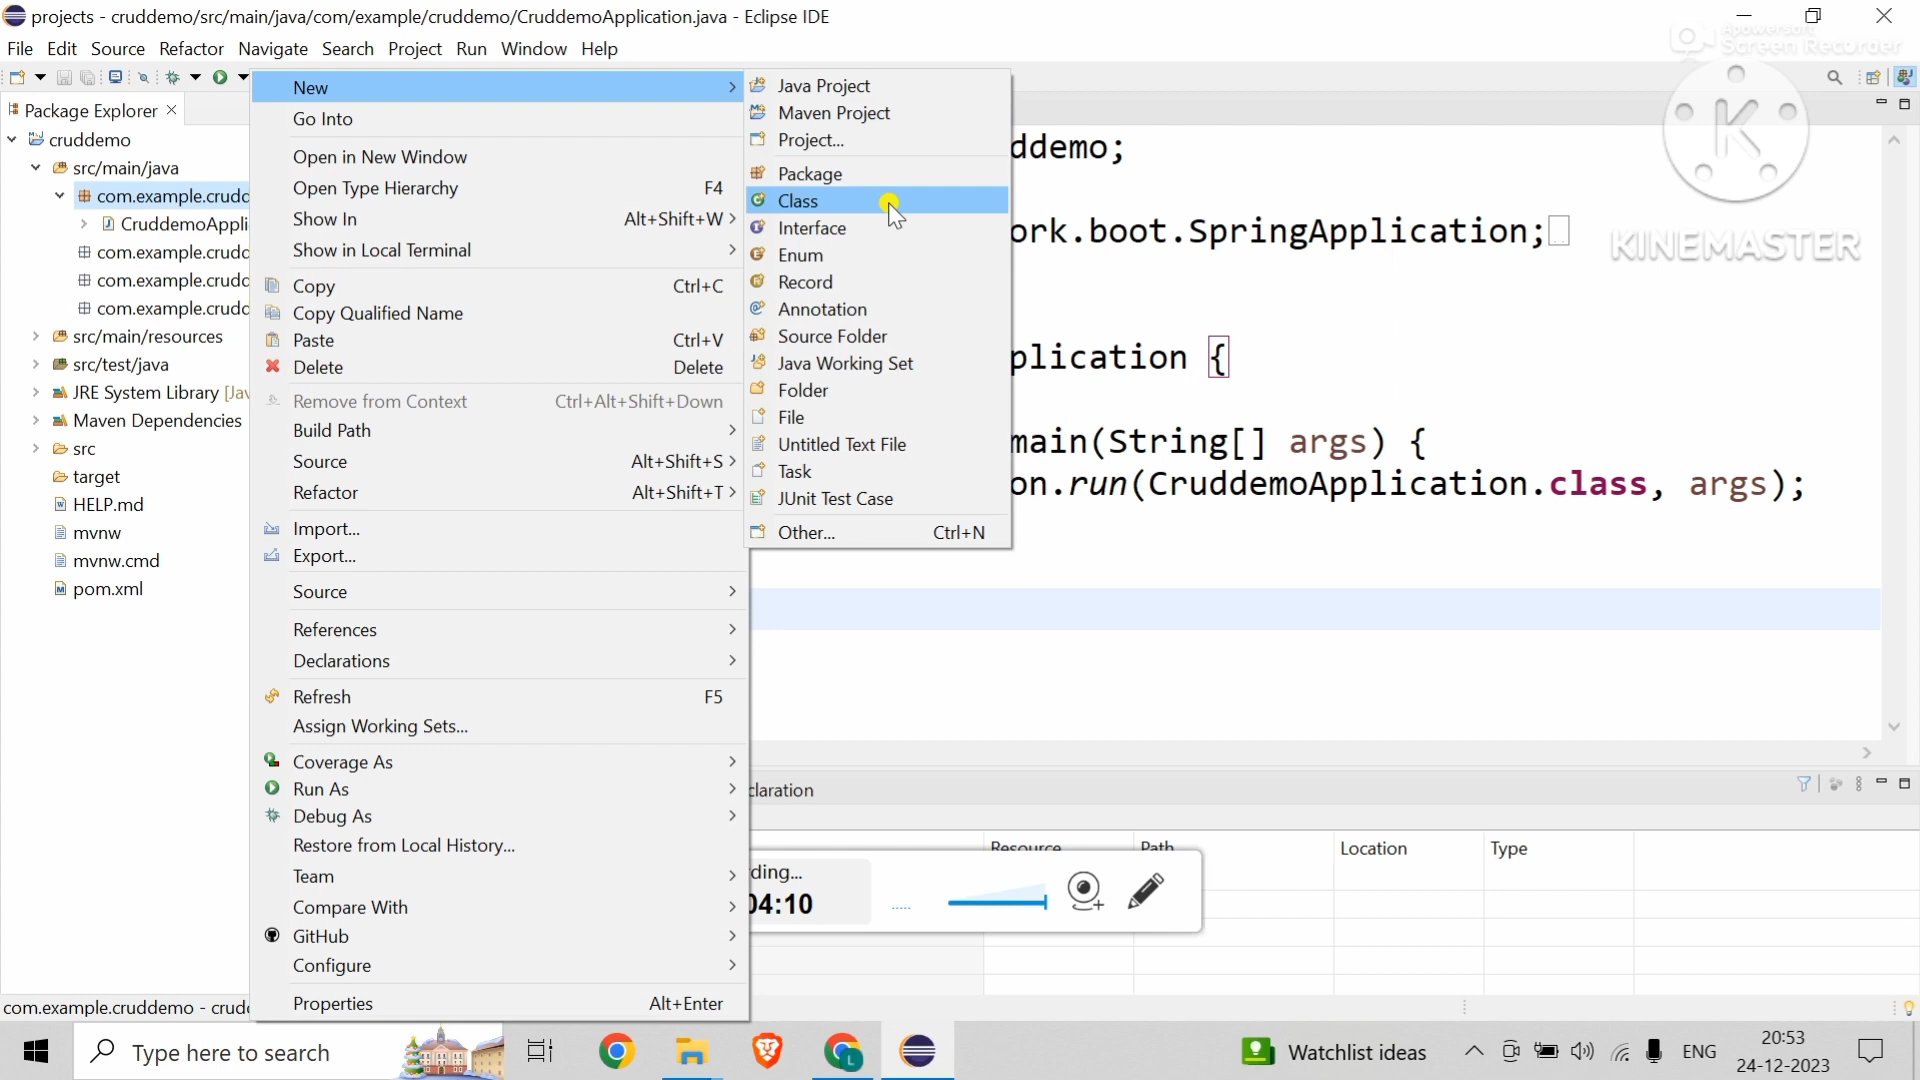 projects - cruddemo/src/main/java/com/example/cruddemo/CruddemoApplication.java - Eclipse IDE
File Edit Source Refactor Navigate Search Project Run Window Help
Apowersoft
Screen Recorder
Package Explorer
cruddemo
src/main/java
com.example.crudd
CruddemoAppli
com.example.crudd
com.example.crudd
com.example.crudd
src/main/resources
src/test/java
JRE System Library [Jav
Maven Dependencies
src
target
HELP.md
mvnw
mvnw.cmd
pom.xml
New
Go Into
Open in New Window
Open Type Hierarchy F4
Show In Alt+Shift+W
Show in Local Terminal
Copy Ctrl+C
Copy Qualified Name
Paste Ctrl+V
Delete Delete
Remove from Context Ctrl+Alt+Shift+Down
Build Path
Source Alt+Shift+S
Refactor Alt+Shift+T
Import...
Export...
Source
References
Declarations
Refresh F5
Assign Working Sets...
Coverage As
Run As
Debug As
Restore from Local History...
Team
Compare With
GitHub
Configure
Properties Alt+Enter
Java Project
Maven Project
Project...
Package
Class
Interface
Enum
Record
Annotation
Source Folder
Java Working Set
Folder
File
Untitled Text File
Task
JUnit Test Case
Other... Ctrl+N
ddemo;
ork.boot.SpringApplication;
plication {
main(String[] args) {
on.run(CruddemoApplication.class, args);
K
KINEMASTER
claration
Resource Path Location Type
ding...
04:10
com.example.cruddemo - crudd
Type here to search
L
Watchlist ideas
ENG
20:53
24-12-2023